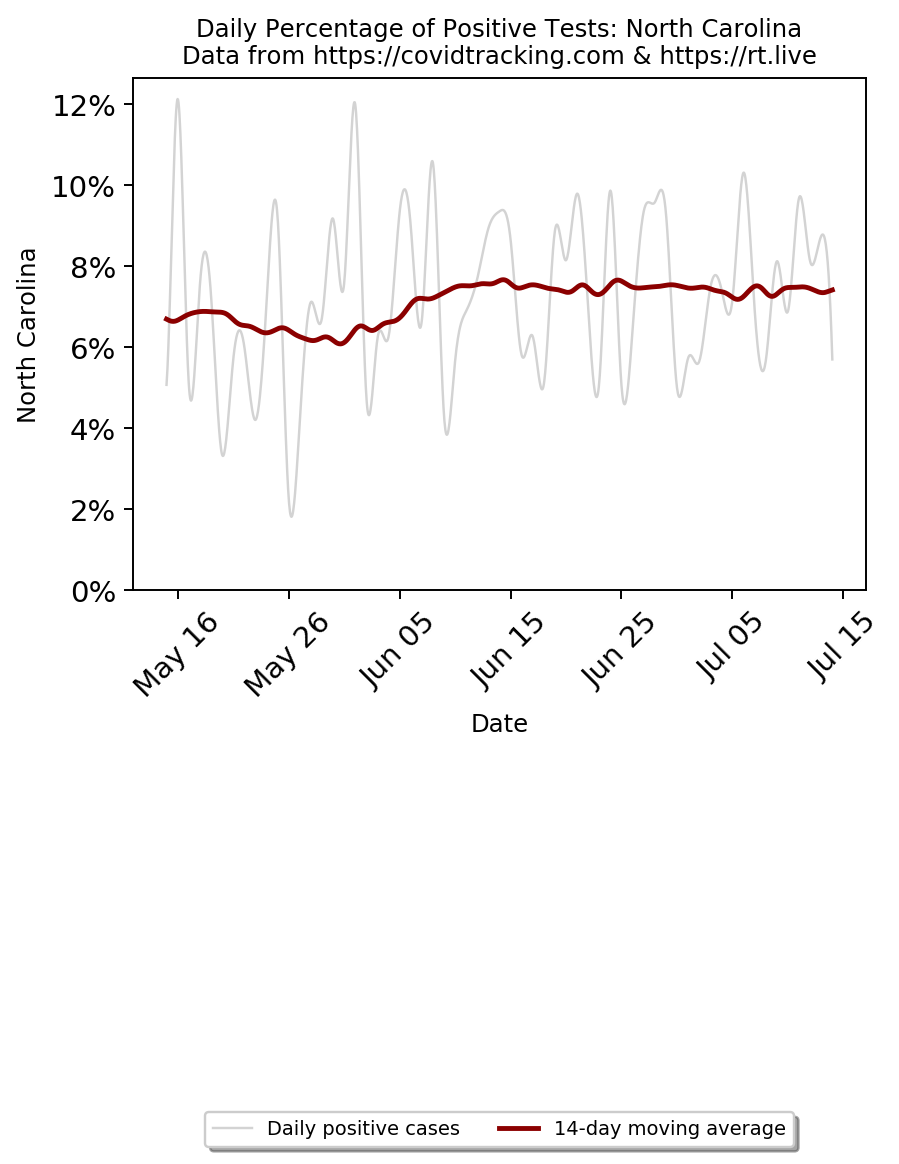 Daily Percentage of Positive Tests: North Carolina
Data from https://covidtracking.com & https://rt.live
North Carolina
12%
10%
8%
6%
4%
2%
0%
May 16
May 26
Jun 05
Jun 15
Jun 25
Jul 05
Jul 15
Date
Daily positive cases
14-day moving average